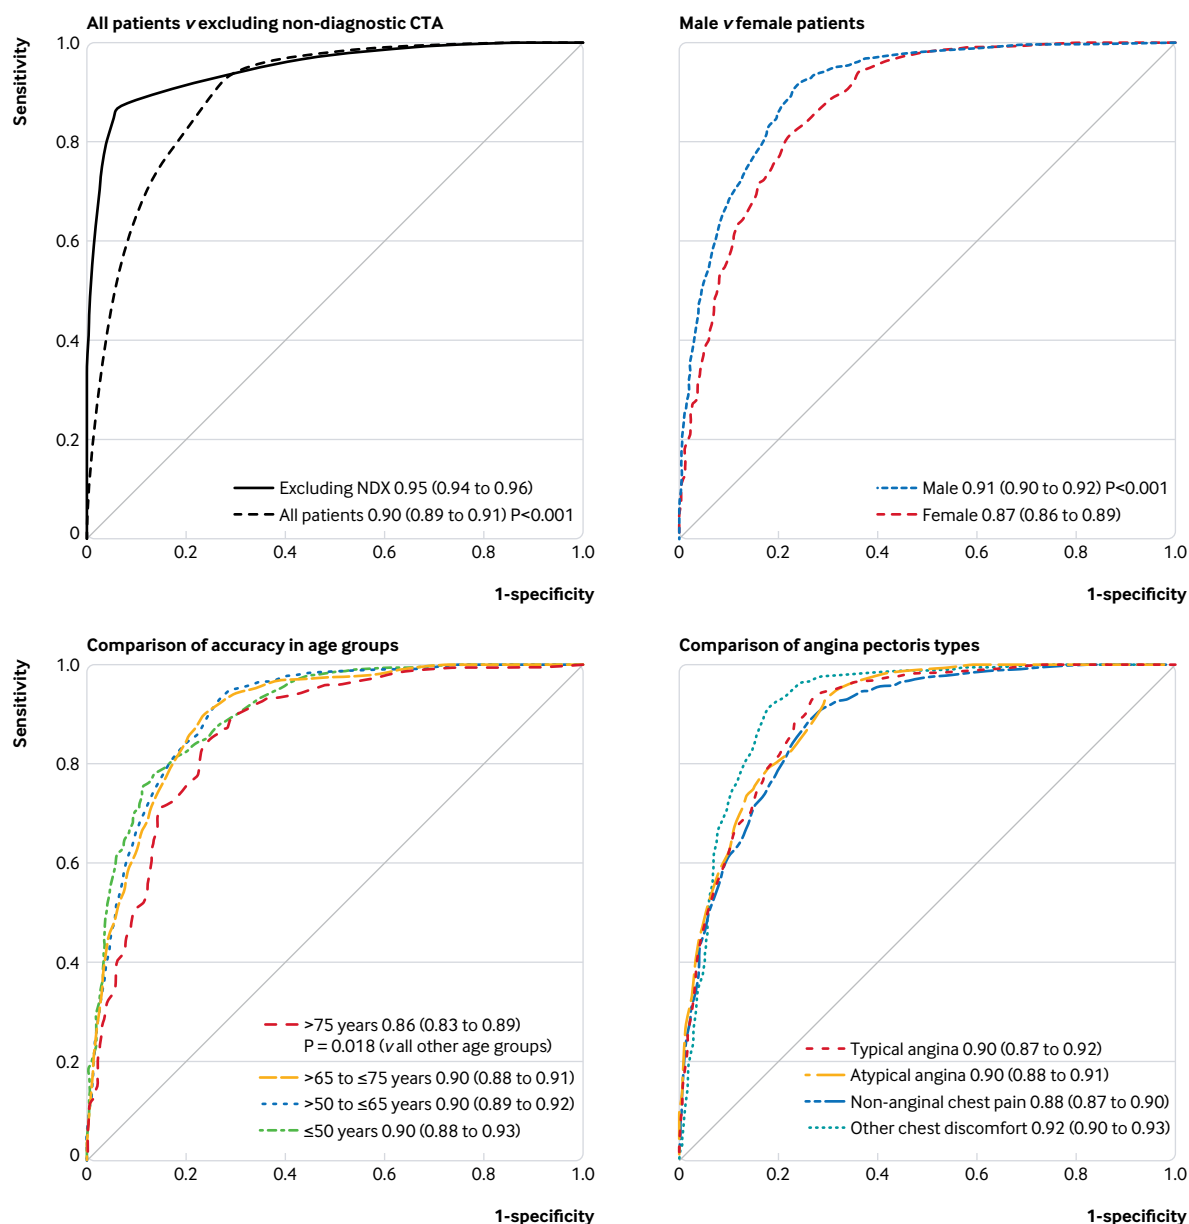 All patients v excluding non-diagnostic CTA
Sensitivity
1.0
0.8
0.6
0.4
0.2
0
Excluding NDX 0.95 (0.94 to 0.96)
All patients 0.90 (0.89 to 0.91) P<0.001
0 0.2 0.4 0.6 0.8 1.0
1-specificity
Male v female patients
Male 0.91 (0.90 to 0.92) P<0.001
Female 0.87 (0.86 to 0.89)
0 0.2 0.4 0.6 0.8 1.0
1-specificity
Comparison of accuracy in age groups
Sensitivity
1.0
0.8
0.6
0.4
0.2
0
>75 years 0.86 (0.83 to 0.89)
P = 0.018 (v all other age groups)
>65 to ≤75 years 0.90 (0.88 to 0.91)
>50 to ≤65 years 0.90 (0.89 to 0.92)
≤50 years 0.90 (0.88 to 0.93)
0 0.2 0.4 0.6 0.8 1.0
1-specificity
Comparison of angina pectoris types
Typical angina 0.90 (0.87 to 0.92)
Atypical angina 0.90 (0.88 to 0.91)
Non-anginal chest pain 0.88 (0.87 to 0.90)
Other chest discomfort 0.92 (0.90 to 0.93)
0 0.2 0.4 0.6 0.8 1.0
1-specificity